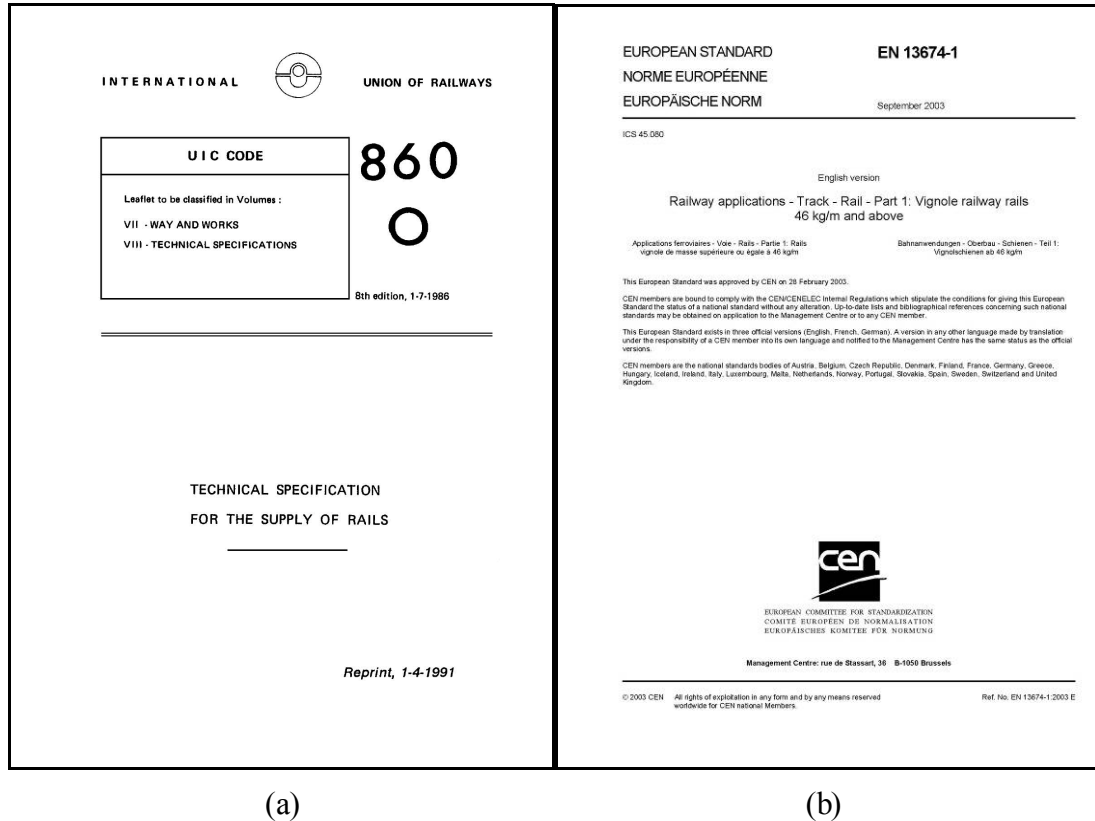 INTERNATIONAL UNION OF RAILWAYS
UIC CODE
860
O
Leaflet to be classified in Volumes :
VII - WAY AND WORKS
VIII - TECHNICAL SPECIFICATIONS
8th edition, 1-7-1986
TECHNICAL SPECIFICATION
FOR THE SUPPLY OF RAILS
Reprint, 1-4-1991
(a)
EUROPEAN STANDARD
NORME EUROPÉENNE
EUROPÄISCHE NORM
EN 13674-1
September 2003
ICS 45.080
English version
Railway applications - Track - Rail - Part 1: Vignole railway rails
46 kg/m and above
Applications ferroviaires - Voie - Rails - Partie 1: Rails
vignole de masse supérieure ou égale à 46 kg/m
Bahnanwendungen - Oberbau - Schienen - Teil 1:
Vignolschienen ab 46 kg/m
This European Standard was approved by CEN on 28 February 2003.
CEN members are bound to comply with the CEN/CENELEC Internal Regulations which stipulate the conditions for giving this European
Standard the status of a national standard without any alteration. Up-to-date lists and bibliographical references concerning such national
standards may be obtained on application to the Management Centre or to any CEN member.
This European Standard exists in three official versions (English, French, German). A version in any other language made by translation
under the responsibility of a CEN member into its own language and notified to the Management Centre has the same status as the official
versions.
CEN members are the national standards bodies of Austria, Belgium, Czech Republic, Denmark, Finland, France, Germany, Greece,
Hungary, Iceland, Ireland, Italy, Luxembourg, Malta, Netherlands, Norway, Portugal, Slovakia, Spain, Sweden, Switzerland and United
Kingdom.
cen
EUROPEAN COMMITTEE FOR STANDARDIZATION
COMITÉ EUROPÉEN DE NORMALISATION
EUROPÄISCHES KOMITEE FÜR NORMUNG
Management Centre: rue de Stassart, 36 B-1050 Brussels
© 2003 CEN All rights of exploitation in any form and by any means reserved
worldwide for CEN national Members.
Ref. No. EN 13674-1:2003 E
(b)